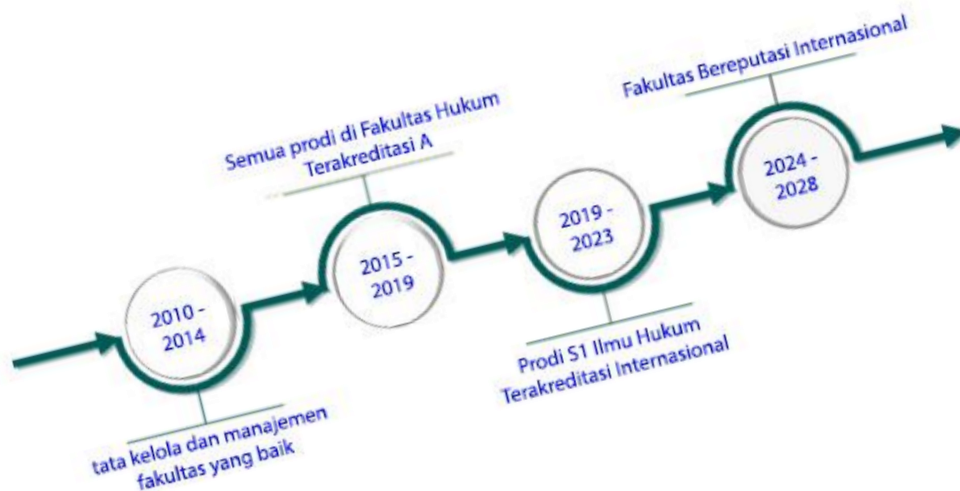 2010 -
2014
tata kelola dan manajemen
fakultas yang baik
Semua prodi di Fakultas Hukum
Terakreditasi A
2015 -
2019
2019 -
2023
Prodi S1 Ilmu Hukum
Terakreditasi Internasional
Fakultas Bereputasi Internasional
2024 -
2028